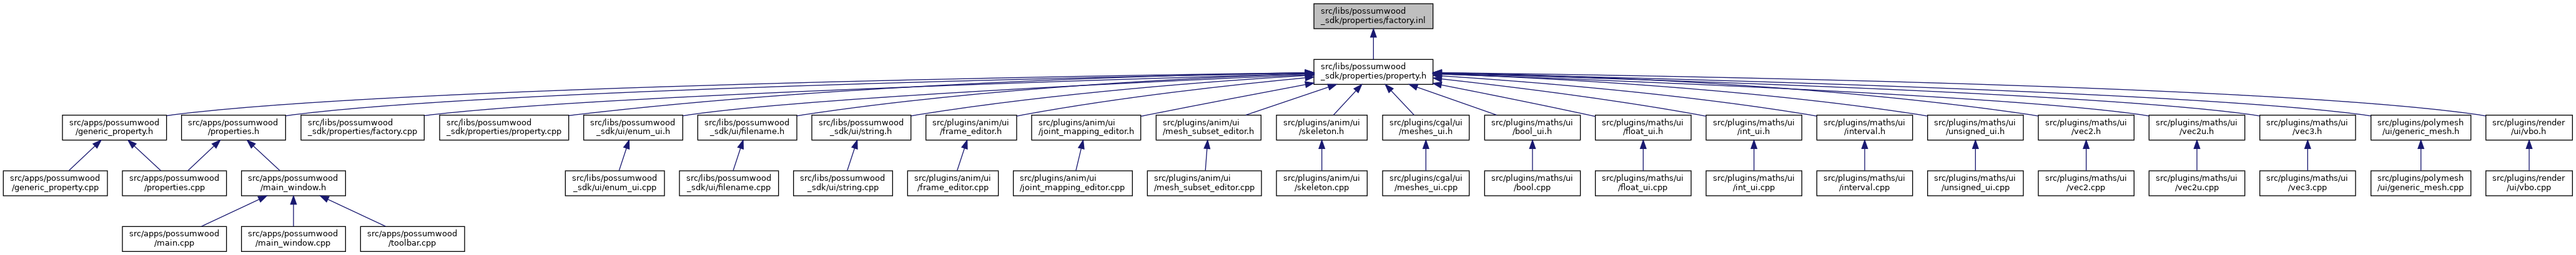 src/libs/possumwood
_sdk/properties/factory.inl
src/libs/possumwood
_sdk/properties/property.h
src/apps/possumwood
/generic_property.h
src/apps/possumwood
/properties.h
src/libs/possumwood
_sdk/properties/factory.cpp
src/libs/possumwood
_sdk/properties/property.cpp
src/libs/possumwood
_sdk/ui/enum_ui.h
src/libs/possumwood
_sdk/ui/filename.h
src/libs/possumwood
_sdk/ui/string.h
src/plugins/anim/ui
/frame_editor.h
src/plugins/anim/ui
/joint_mapping_editor.h
src/plugins/anim/ui
/mesh_subset_editor.h
src/plugins/anim/ui
/skeleton.h
src/plugins/cgal/ui
/meshes_ui.h
src/plugins/maths/ui
/bool_ui.h
src/plugins/maths/ui
/float_ui.h
src/plugins/maths/ui
/int_ui.h
src/plugins/maths/ui
/interval.h
src/plugins/maths/ui
/unsigned_ui.h
src/plugins/maths/ui
/vec2.h
src/plugins/maths/ui
/vec2u.h
src/plugins/maths/ui
/vec3.h
src/plugins/polymesh
/ui/generic_mesh.h
src/plugins/render
/ui/vbo.h
src/apps/possumwood
/generic_property.cpp
src/apps/possumwood
/properties.cpp
src/apps/possumwood
/main_window.h
src/libs/possumwood
_sdk/ui/enum_ui.cpp
src/libs/possumwood
_sdk/ui/filename.cpp
src/libs/possumwood
_sdk/ui/string.cpp
src/plugins/anim/ui
/frame_editor.cpp
src/plugins/anim/ui
/joint_mapping_editor.cpp
src/plugins/anim/ui
/mesh_subset_editor.cpp
src/plugins/anim/ui
/skeleton.cpp
src/plugins/cgal/ui
/meshes_ui.cpp
src/plugins/maths/ui
/bool.cpp
src/plugins/maths/ui
/float_ui.cpp
src/plugins/maths/ui
/int_ui.cpp
src/plugins/maths/ui
/interval.cpp
src/plugins/maths/ui
/unsigned_ui.cpp
src/plugins/maths/ui
/vec2.cpp
src/plugins/maths/ui
/vec2u.cpp
src/plugins/maths/ui
/vec3.cpp
src/plugins/polymesh
/ui/generic_mesh.cpp
src/plugins/render
/ui/vbo.cpp
src/apps/possumwood
/main.cpp
src/apps/possumwood
/main_window.cpp
src/apps/possumwood
/toolbar.cpp